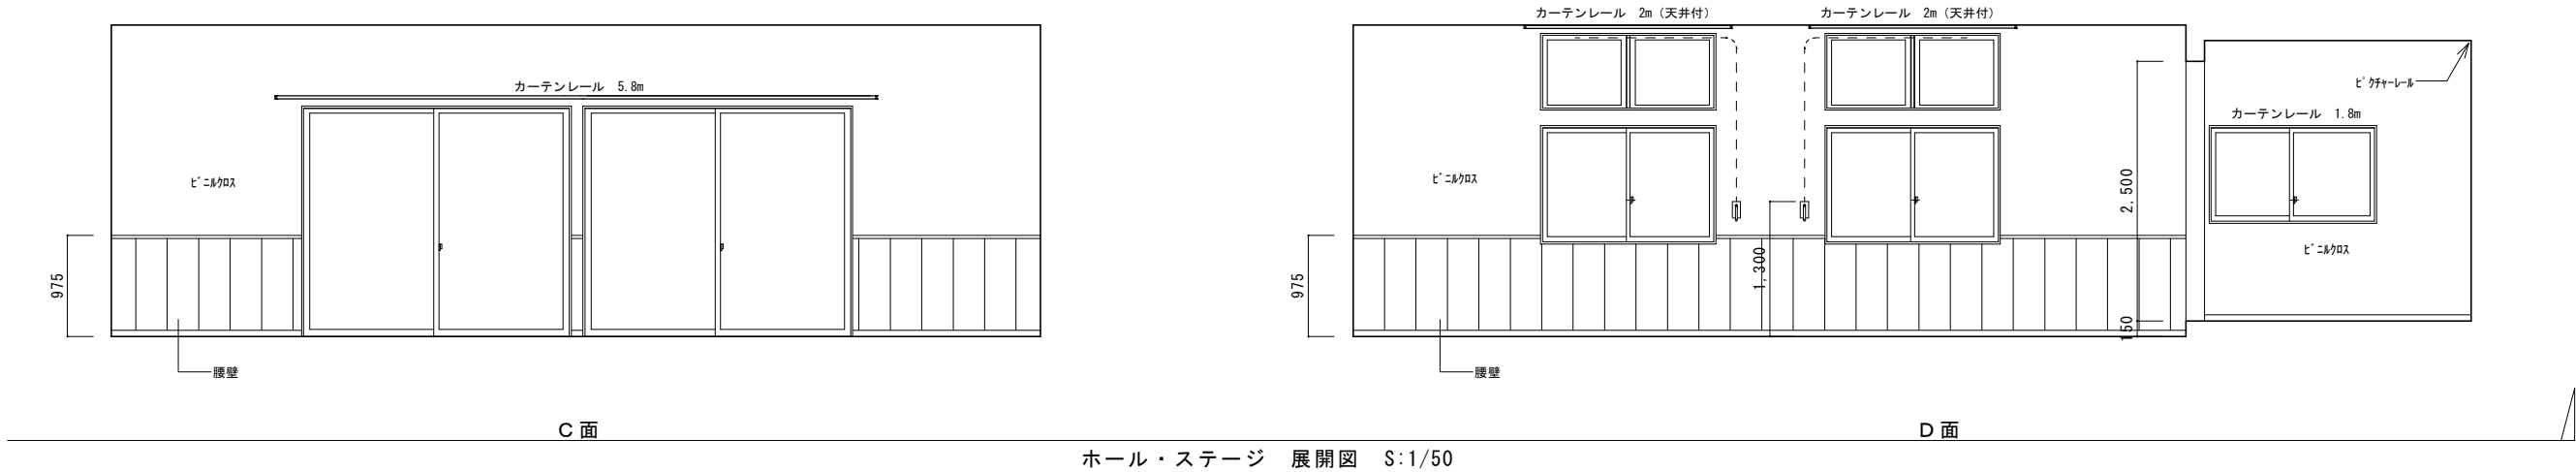 カーテンレール　5.8m
ﾋﾞﾆﾙｸﾛｽ
975
腰壁
C面
カーテンレール　2m（天井付）
カーテンレール　2m（天井付）
ﾋﾟｸﾁｬｰﾚｰﾙ
カーテンレール　1.8m
ﾋﾞﾆﾙｸﾛｽ
2,500
ﾋﾞﾆﾙｸﾛｽ
975
1,300
150
腰壁
D面
ホール・ステージ　展開図　S:1/50